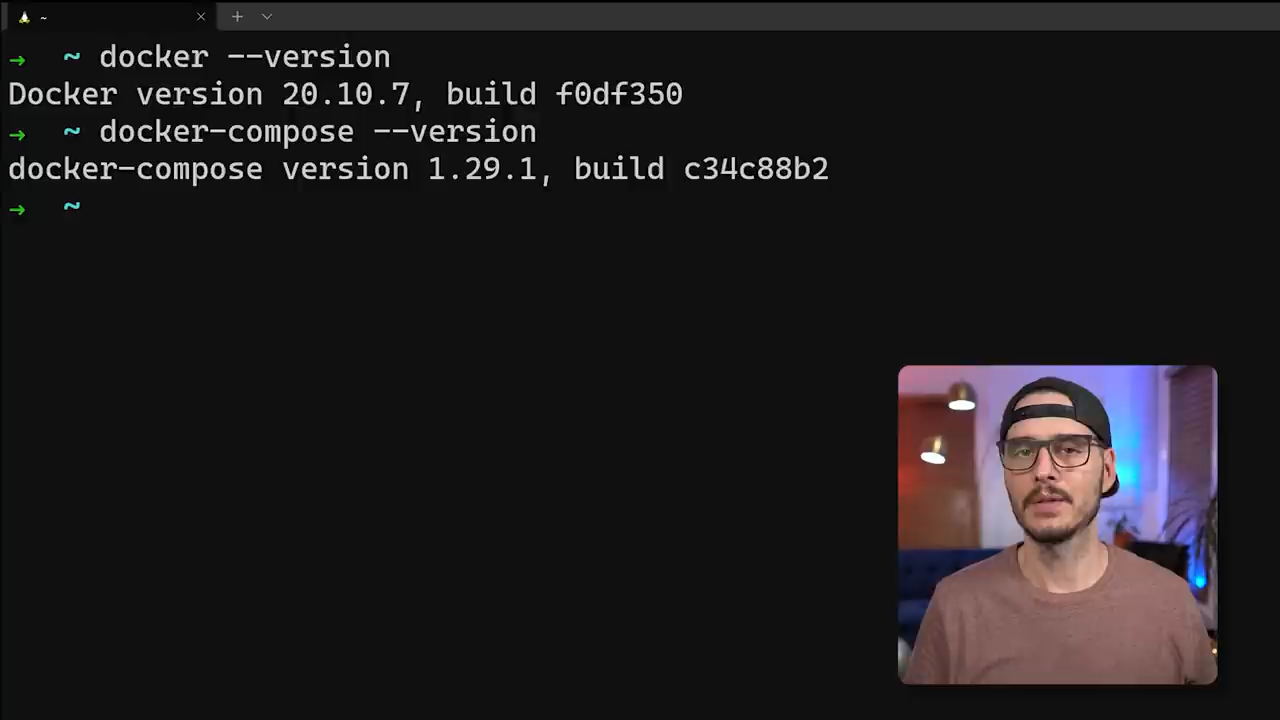 ~
→ ~ docker --version
Docker version 20.10.7, build f0df350
→ ~ docker-compose --version
docker-compose version 1.29.1, build c34c88b2
→ ~